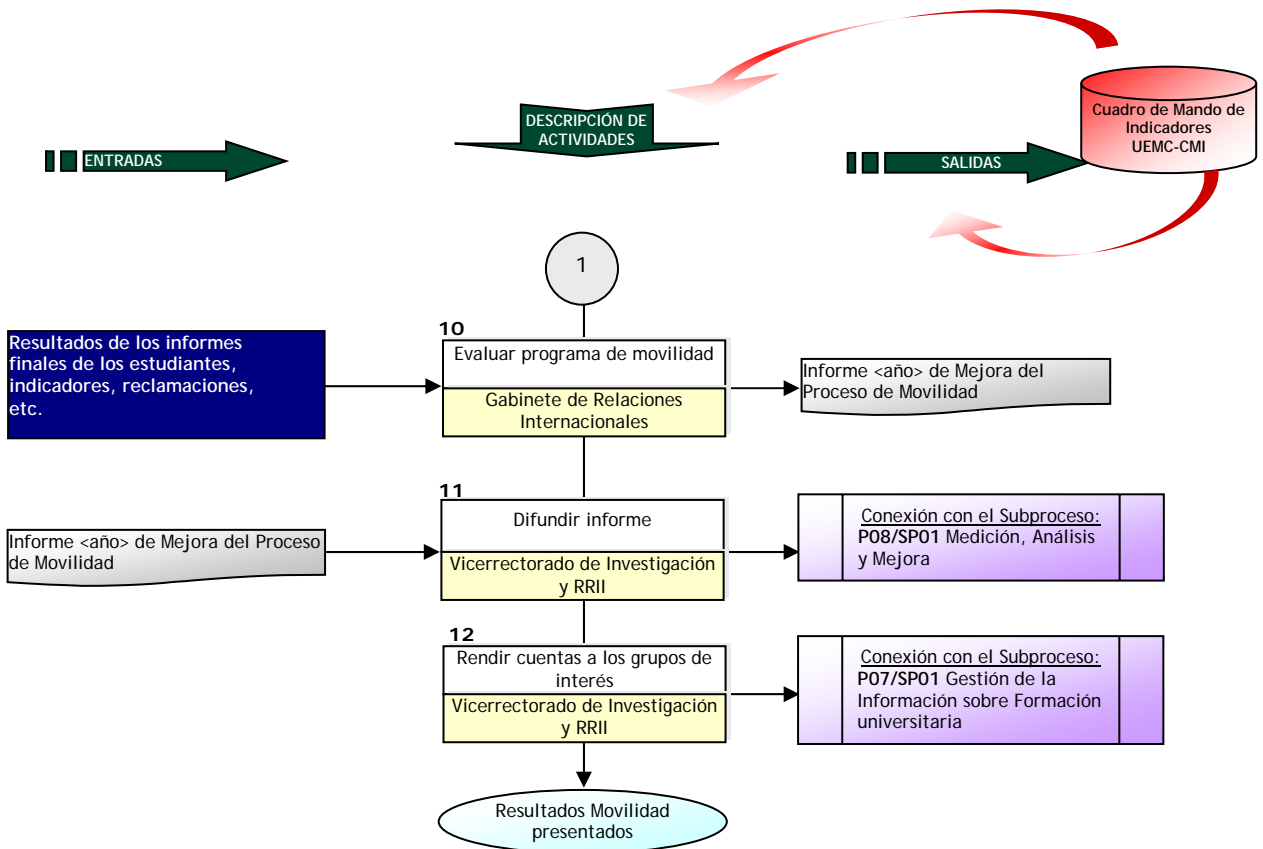 Cuadro de Mando de
Indicadores
UEMC-CMI
DESCRIPCIÓN DE
ACTIVIDADES
ENTRADAS
SALIDAS
1
Resultados de los informes
finales de los estudiantes,
indicadores, reclamaciones,
etc.
10
Evaluar programa de movilidad
Gabinete de Relaciones
Internacionales
Informe <año> de Mejora del
Proceso de Movilidad
Informe <año> de Mejora del Proceso
de Movilidad
11
Difundir informe
Vicerrectorado de Investigación
y RRII
Conexión con el Subproceso:
P08/SP01 Medición, Análisis
y Mejora
12
Rendir cuentas a los grupos de
interés
Vicerrectorado de Investigación
y RRII
Conexión con el Subproceso:
P07/SP01 Gestión de la
Información sobre Formación
universitaria
Resultados Movilidad
presentados